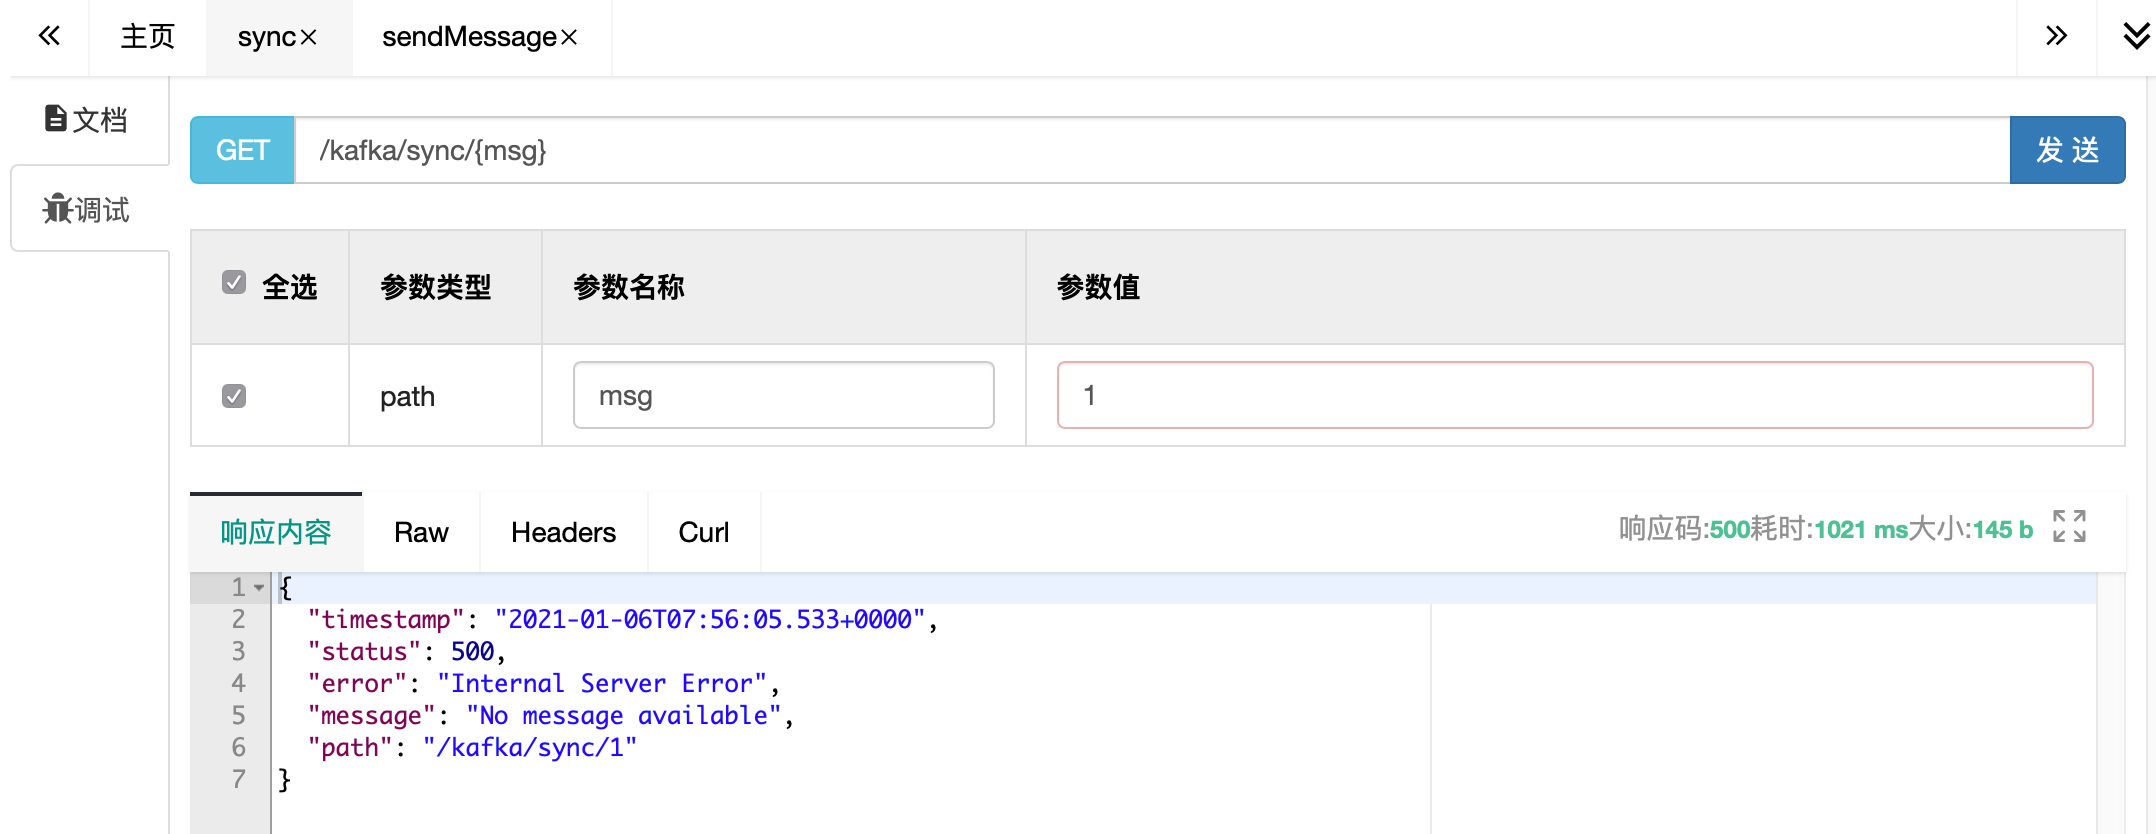 主页 sync× sendMessage×
文档
GET /kafka/sync/{msg} 发 送
调试
全选 参数类型 参数名称 参数值
path msg 1
响应内容 Raw Headers Curl 响应码:500耗时:1021 ms大小:145 b
1 {
2 "timestamp": "2021-01-06T07:56:05.533+0000",
3 "status": 500,
4 "error": "Internal Server Error",
5 "message": "No message available",
6 "path": "/kafka/sync/1"
7 }